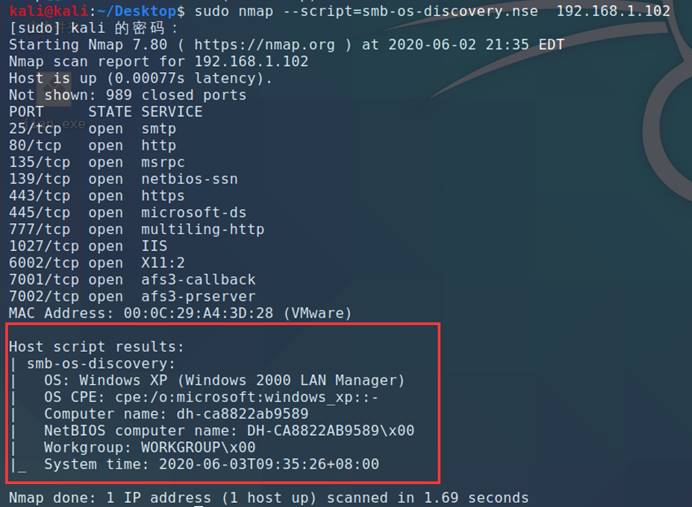 kali@kali:~/Desktop$ sudo nmap --script=smb-os-discovery.nse  192.168.1.102
[sudo] kali 的密码：
Starting Nmap 7.80 ( https://nmap.org ) at 2020-06-02 21:35 EDT
Nmap scan report for 192.168.1.102
Host is up (0.00077s latency).
Not shown: 989 closed ports
PORT     STATE SERVICE
25/tcp   open  smtp
80/tcp   open  http
135/tcp  open  msrpc
139/tcp  open  netbios-ssn
443/tcp  open  https
445/tcp  open  microsoft-ds
777/tcp  open  multiling-http
1027/tcp open  IIS
6002/tcp open  X11:2
7001/tcp open  afs3-callback
7002/tcp open  afs3-prserver
MAC Address: 00:0C:29:A4:3D:28 (VMware)
Host script results:
| smb-os-discovery:
|   OS: Windows XP (Windows 2000 LAN Manager)
|   OS CPE: cpe:/o:microsoft:windows_xp::-
|   Computer name: dh-ca8822ab9589
|   NetBIOS computer name: DH-CA8822AB9589\x00
|   Workgroup: WORKGROUP\x00
|_  System time: 2020-06-03T09:35:26+08:00
Nmap done: 1 IP address (1 host up) scanned in 1.69 seconds